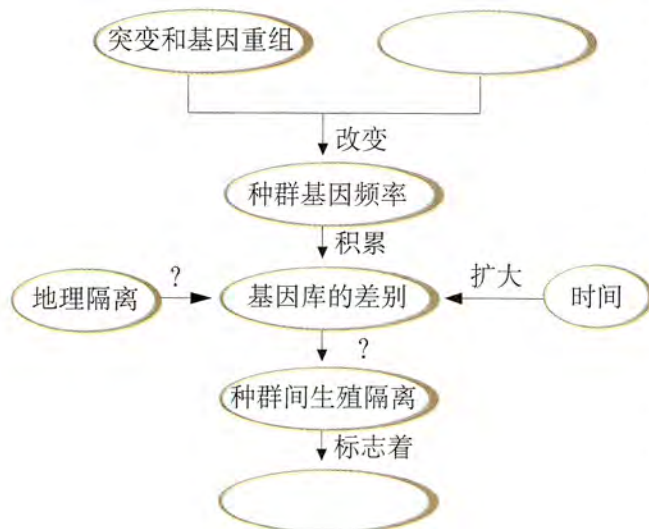 突变和基因重组
改变
种群基因频率
积累
地理隔离
?
基因库的差别
扩大
时间
?
种群间生殖隔离
标志着